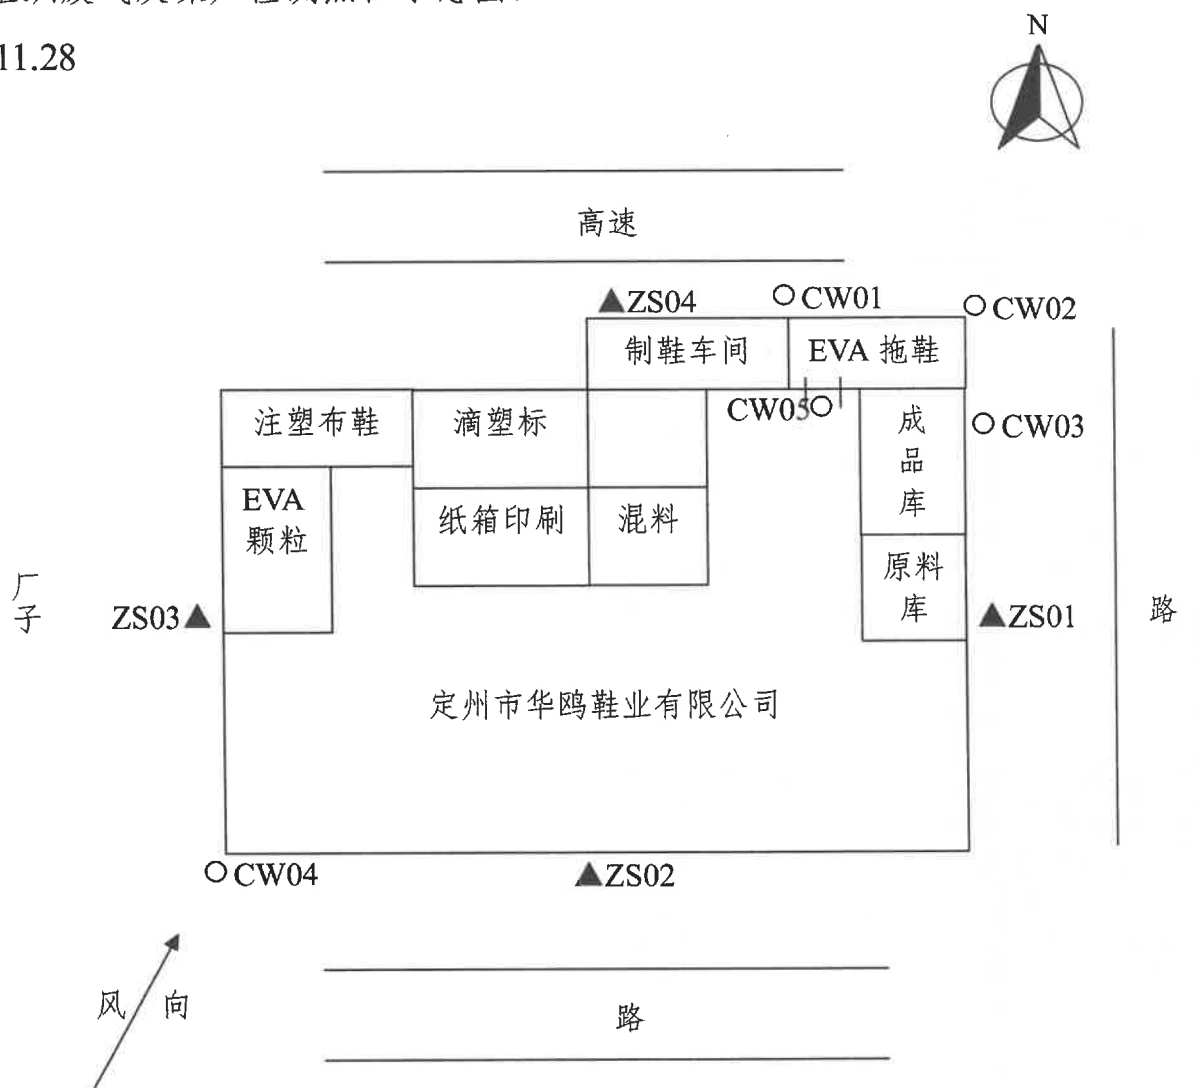 11.28
N
高速
ZS04
CW01
CW02
制鞋车间
EVA 拖鞋
CW05
CW03
注塑布鞋
滴塑标
成品库
EVA
颗粒
纸箱印刷
混料
原料
库
厂子
ZS03
ZS01
路
定州市华鸥鞋业有限公司
CW04
ZS02
风 向
路